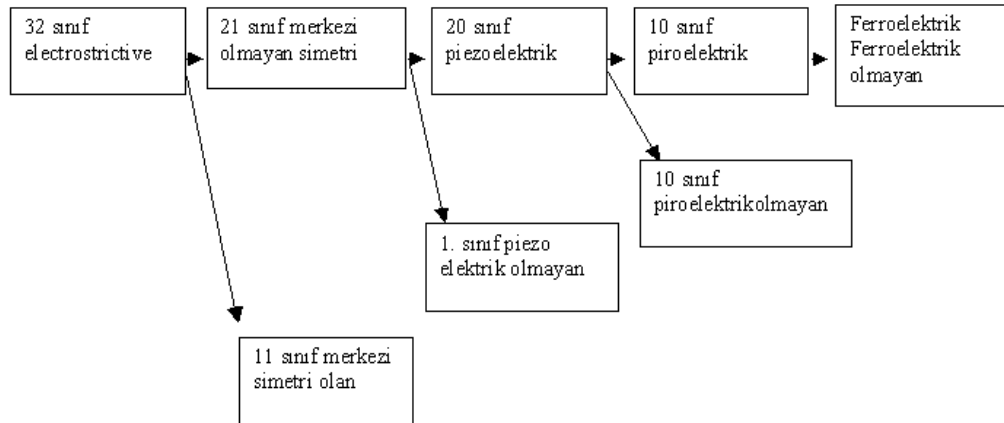 32 sınıf
electrostrictive
21 sınıf merkezi
olmayan simetri
20 sınıf
piezoelektrik
10 sınıf
piroelektrik
Ferroelektrik
Ferroelektrik
olmayan
10 sınıf
piroelektrikolmayan
1. sınıf piezo
elektrik olmayan
11 sınıf merkezi
simetri olan